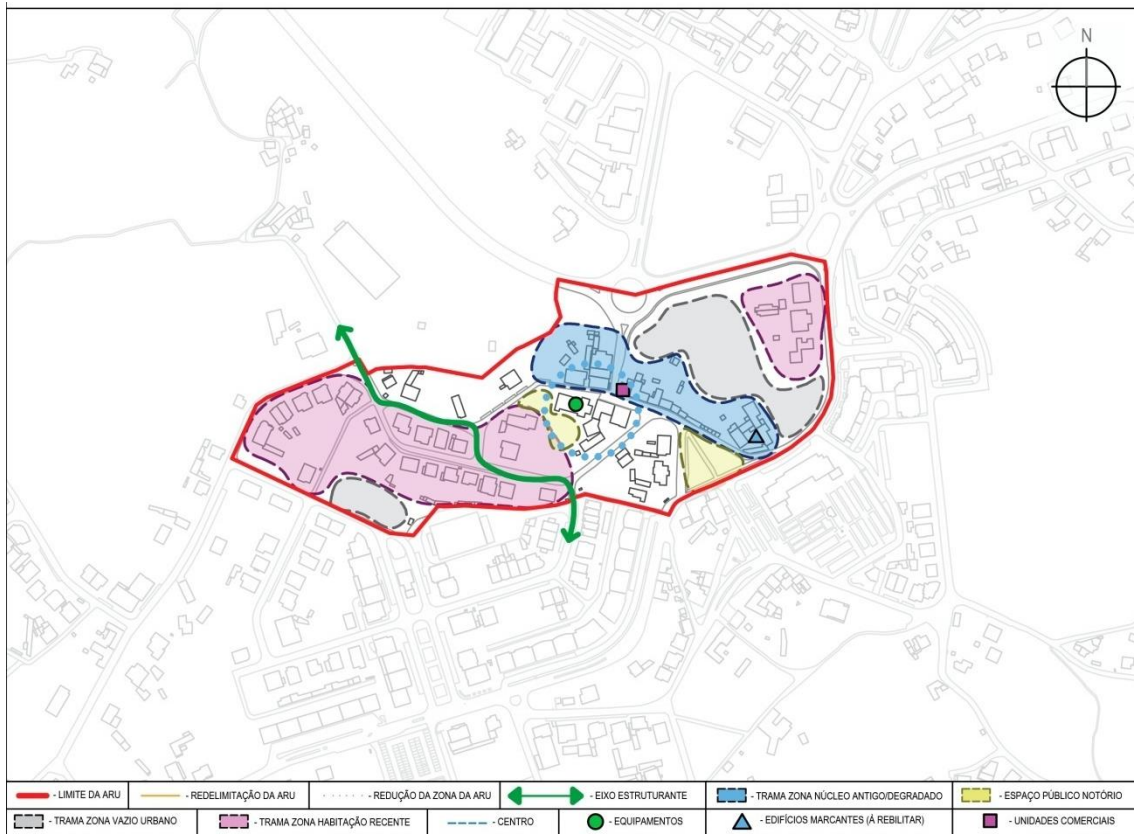 N
- LIMITE DA ARU - REDELIMITAÇÃO DA ARU - REDUÇÃO DA ZONA DA ARU - EIXO ESTRUTURANTE - TRAMA ZONA NÚCLEO ANTIGO/DEGRADADO - ESPAÇO PÚBLICO NOTÓRIO
- TRAMA ZONA VAZIO URBANO - TRAMA ZONA HABITAÇÃO RECENTE - CENTRO - EQUIPAMENTOS - EDIFÍCIOS MARCANTES (Á REBILITAR) - UNIDADES COMERCIAIS